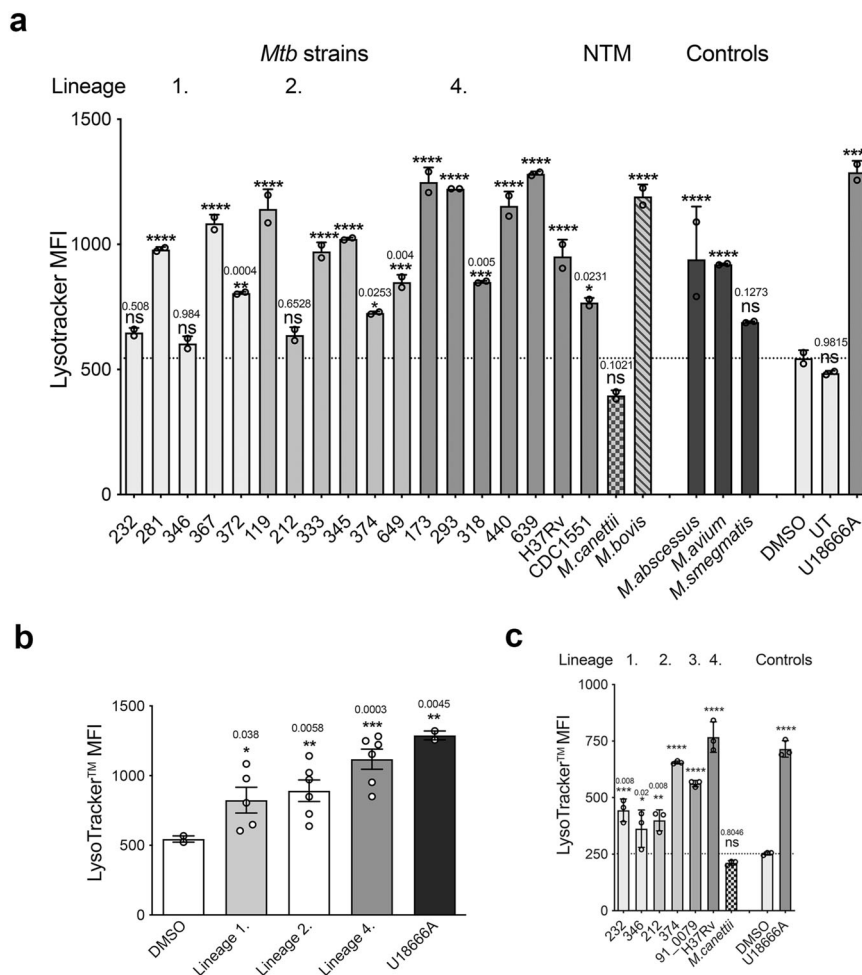 a
Mtb strains NTM Controls
Lineage 1. 2. 4.
Lysotracker MFI
1500
1000
500
0
0.508
ns
****
0.984
ns
****
0.0004
**
****
0.6528
ns
****
****
0.0253
*
0.004
***
****
****
0.005
***
****
****
****
0.0231
*
0.1021
ns
****
****
****
0.1273
ns
0.9815
ns
232
281
346
367
372
119
212
333
345
374
649
173
293
318
440
639
H37Rv
CDC1551
M.canettii
M.bovis
M.abscessus
M.avium
M.smegmatis
DMSO
UT
U18666A
b
LysoTracker™ MFI
1500
1000
500
0
0.038
*
0.0058
**
0.0003
***
0.0045
**
DMSO
Lineage 1.
Lineage 2.
Lineage 4.
U18666A
c
Lineage 1. 2. 3. 4. Controls
LysoTracker™ MFI
1000
750
500
250
0
0.008
***
0.02
*
0.008
**
****
****
****
0.8046
ns
****
232
346
212
374
91_0079
H37Rv
M.canettii
DMSO
U18666A